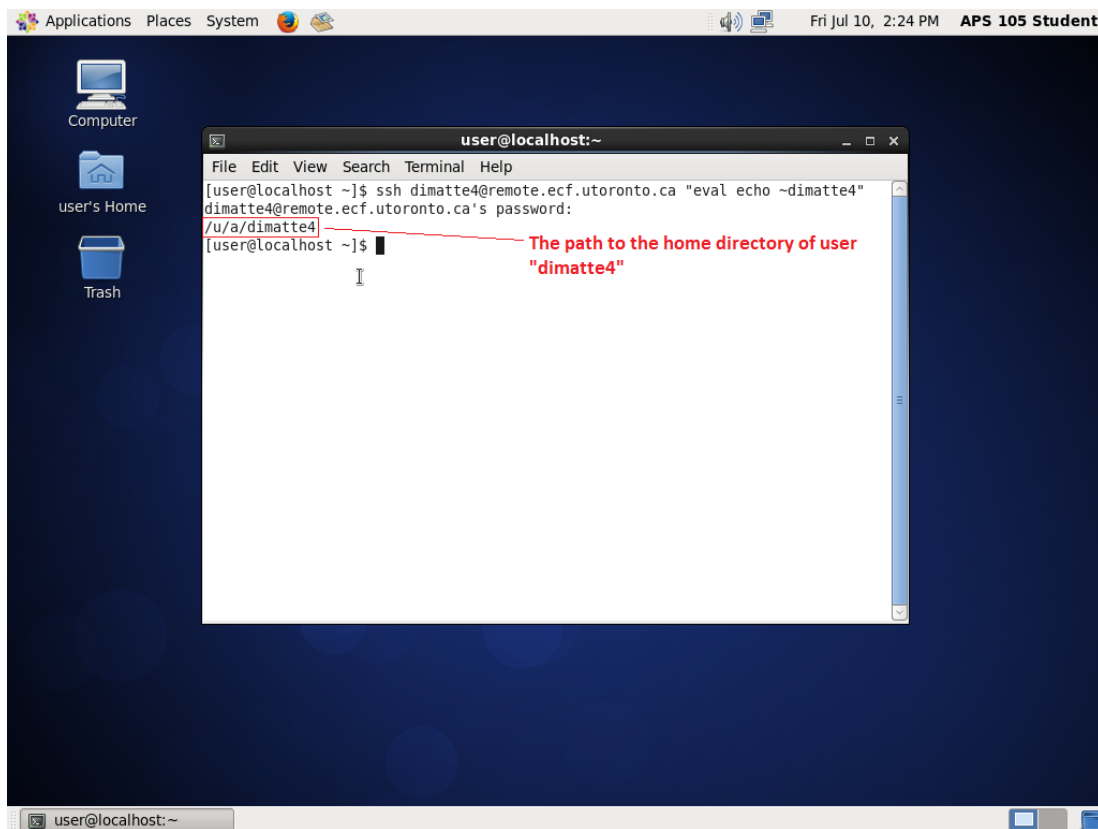 Applications Places System Fri Jul 10, 2:24 PM APS 105 Student
Computer
user's Home
Trash
user@localhost:~
File Edit View Search Terminal Help
[user@localhost ~]$ ssh dimatte4@remote.ecf.utoronto.ca "eval echo ~dimatte4"
dimatte4@remote.ecf.utoronto.ca's password:
/u/a/dimatte4
[user@localhost ~]$
The path to the home directory of user
"dimatte4"
user@localhost:~